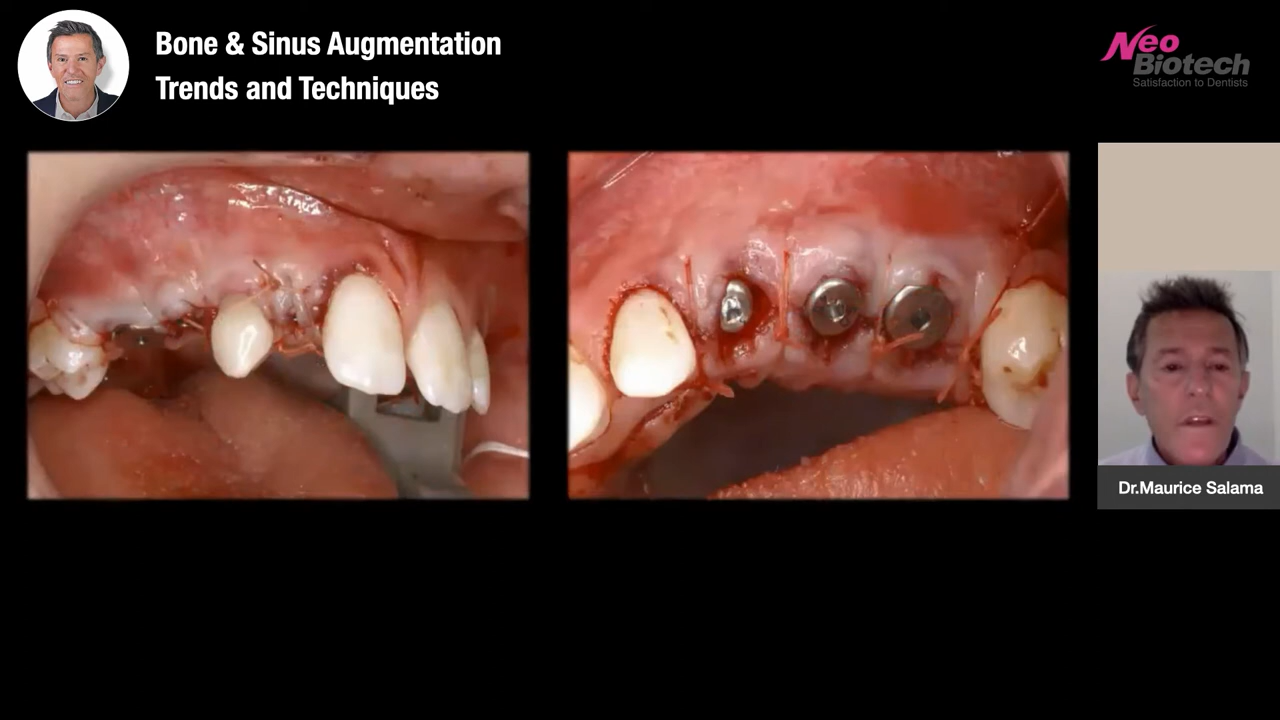 Bone & Sinus Augmentation
Trends and Techniques
Neo
Biotech
Satisfaction to Dentists
Dr.Maurice Salama